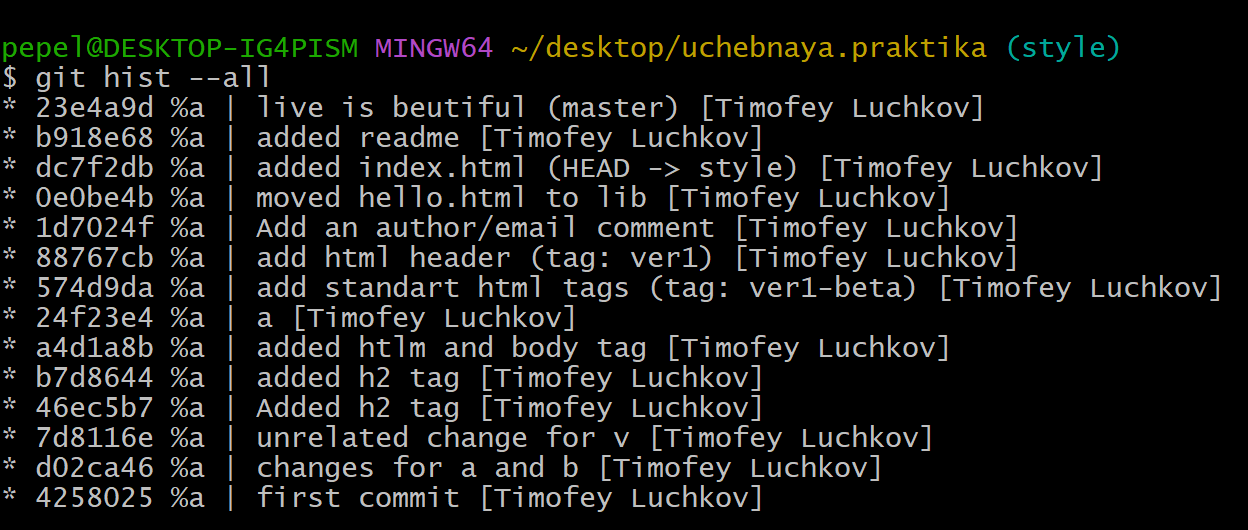 pepel@DESKTOP-IG4PISM MINGW64 ~/desktop/uchebnaya.praktika (style)
$ git hist --all
* 23e4a9d %a | live is beutiful (master) [Timofey Luchkov]
* b918e68 %a | added readme [Timofey Luchkov]
* dc7f2db %a | added index.html (HEAD -> style) [Timofey Luchkov]
* 0e0be4b %a | moved hello.html to lib [Timofey Luchkov]
* 1d7024f %a | Add an author/email comment [Timofey Luchkov]
* 88767cb %a | add html header (tag: ver1) [Timofey Luchkov]
* 574d9da %a | add standart html tags (tag: ver1-beta) [Timofey Luchkov]
* 24f23e4 %a | a [Timofey Luchkov]
* a4d1a8b %a | added htlm and body tag [Timofey Luchkov]
* b7d8644 %a | added h2 tag [Timofey Luchkov]
* 46ec5b7 %a | Added h2 tag [Timofey Luchkov]
* 7d8116e %a | unrelated change for v [Timofey Luchkov]
* d02ca46 %a | changes for a and b [Timofey Luchkov]
* 4258025 %a | first commit [Timofey Luchkov]